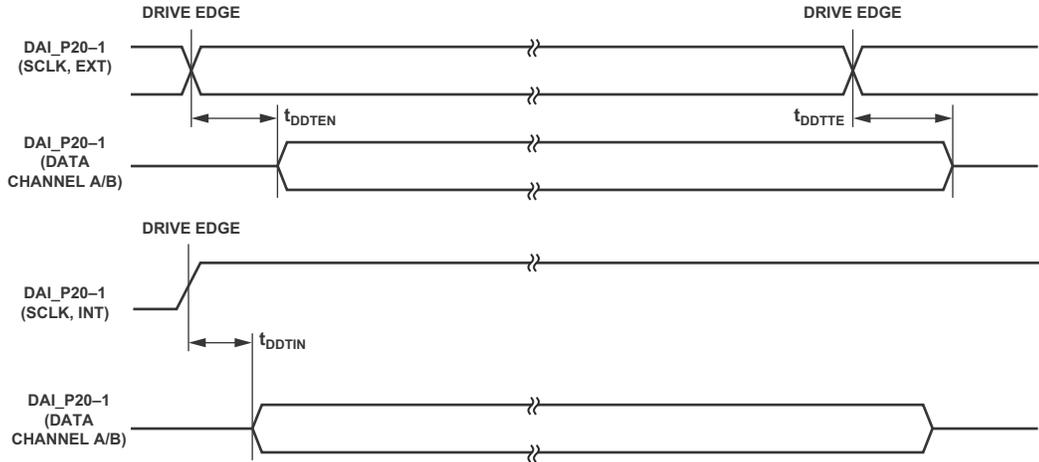 DRIVE EDGE
DRIVE EDGE
DAI_P20–1
(SCLK, EXT)
tDDTEN
tDDTTE
DAI_P20–1
(DATA
CHANNEL A/B)
DRIVE EDGE
DAI_P20–1
(SCLK, INT)
tDDTIN
DAI_P20–1
(DATA
CHANNEL A/B)